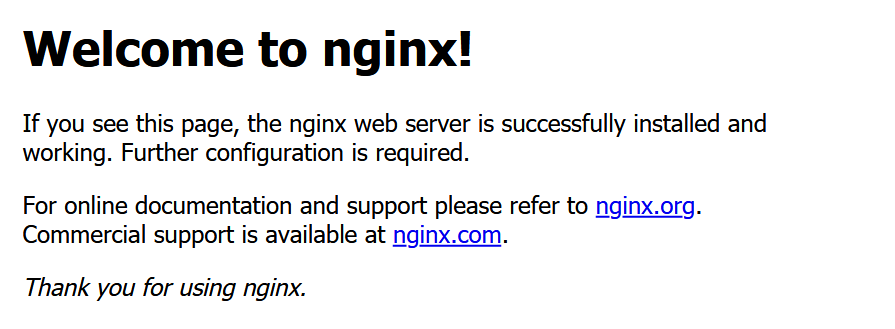 Welcome to nginx!
If you see this page, the nginx web server is successfully installed and
working. Further configuration is required.
For online documentation and support please refer to nginx.org.
Commercial support is available at nginx.com.
Thank you for using nginx.